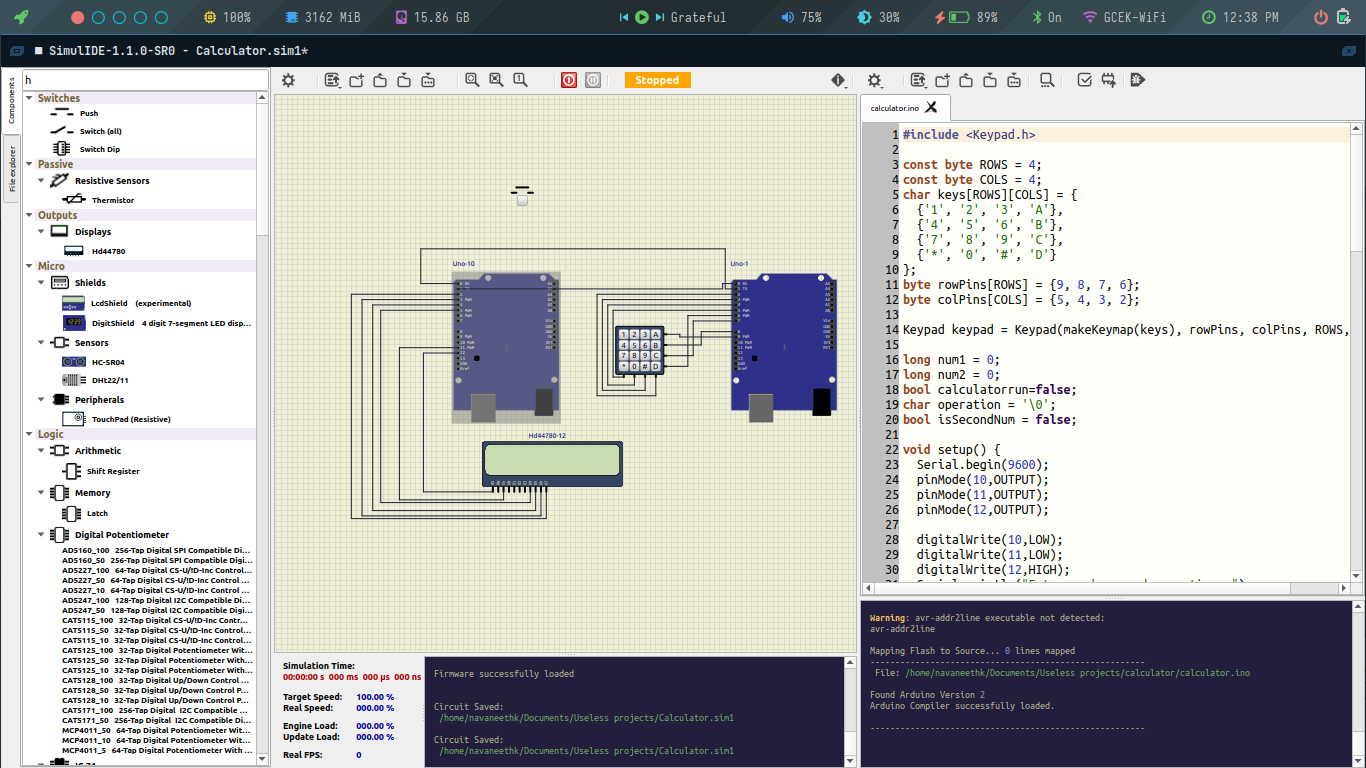 100%
3162 MiB
15.86 GB
Grateful
75%
30%
89%
On
GCEK-WiFi
12:38 PM
SimulIDE-1.1.0-SR0 - Calculator.sim1*
Components
File explorer
h
Switches
Push
Switch (all)
Switch Dip
Passive
Resistive Sensors
Thermistor
Outputs
Displays
Hd44780
Micro
Shields
LcdShield (experimental)
DigitShield 4 digit 7-segment LED disp...
Sensors
HC-SR04
DHt22/11
Peripherals
TouchPad (Resistive)
Logic
Arithmetic
Shift Register
Memory
Latch
Digital Potentiometer
AD5160_100 256-Tap Digital SPI Compatible Di...
AD5160_50 256-Tap Digital SPI Compatible Digi...
AD5227_100 64-Tap Digital CS-U/ID-Inc Control ...
AD5227_50 64-Tap Digital CS-U/ID-Inc Control ...
AD5227_10 64-Tap Digital CS-U/ID-Inc Control ...
AD5247_100 128-Tap Digital I2C Compatible Di...
AD5247_50 128-Tap Digital I2C Compatible Digi...
CAT5115_100 32-Tap Digital CS-U/ID-Inc Contr...
CAT5115_50 32-Tap Digital CS-U/ID-Inc Control...
CAT5115_10 32-Tap Digital CS-U/ID-Inc Control...
CAT5125_100 32-Tap Digital Potentiometer Wit...
CAT5125_50 32-Tap Digital Potentiometer With...
CAT5125_10 32-Tap Digital Potentiometer With...
CAT5128_100 32-Tap Digital Up/Down Control ...
CAT5128_50 32-Tap Digital Up/Down Control P...
CAT5128_10 32-Tap Digital Up/Down Control P...
CAT5171_100 256-Tap Digital I2C Compatible ...
CAT5171_50 256-Tap Digital I2C Compatible D...
MCP4011_50 64-Tap Digital Potentiometer With...
MCP4011_10 64-Tap Digital Potentiometer With...
MCP4011_5 64-Tap Digital Potentiometer With ...
Stopped
Uno-10
Uno-1
1 2 3 A
4 5 6 B
7 8 9 C
* 0 # D
Hd44780-12
Simulation Time:
00:00:00 s 000 ms 000 µs 000 ns
Target Speed: 100.00 %
Real Speed: 000.00 %
Engine Load: 000.00 %
Update Load: 000.00 %
Real FPS: 0
Firmware successfully loaded
Circuit Saved:
/home/navaneethk/Documents/Useless projects/Calculator.sim1
Circuit Saved:
/home/navaneethk/Documents/Useless projects/Calculator.sim1
calculator.ino
1 #include <Keypad.h>
2
3 const byte ROWS = 4;
4 const byte COLS = 4;
5 char keys[ROWS][COLS] = {
6 {'1', '2', '3', 'A'},
7 {'4', '5', '6', 'B'},
8 {'7', '8', '9', 'C'},
9 {'*', '0', '#', 'D'}
10 };
11 byte rowPins[ROWS] = {9, 8, 7, 6};
12 byte colPins[COLS] = {5, 4, 3, 2};
13
14 Keypad keypad = Keypad(makeKeymap(keys), rowPins, colPins, ROWS,
15
16 long num1 = 0;
17 long num2 = 0;
18 bool calculatorrun=false;
19 char operation = '\0';
20 bool isSecondNum = false;
21
22 void setup() {
23 Serial.begin(9600);
24 pinMode(10,OUTPUT);
25 pinMode(11,OUTPUT);
26 pinMode(12,OUTPUT);
27
28 digitalWrite(10,LOW);
29 digitalWrite(11,LOW);
30 digitalWrite(12,HIGH);
Warning: avr-addr2line executable not detected:
avr-addr2line
Mapping Flash to Source... 0 lines mapped
------------------------------------------------------
File: /home/navaneethk/Documents/Useless projects/calculator/calculator.ino
Found Arduino Version 2
Arduino Compiler successfully loaded.
------------------------------------------------------